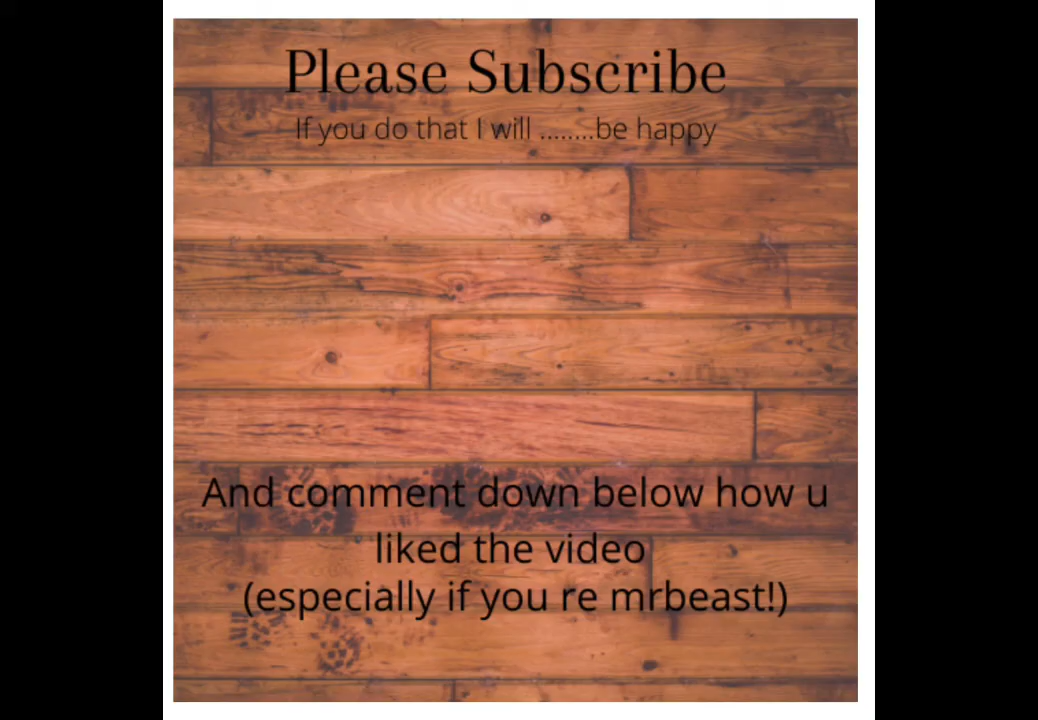 Please Subscribe
If you do that I will ........be happy
And comment down below how u
liked the video
(especially if you re mrbeast!)